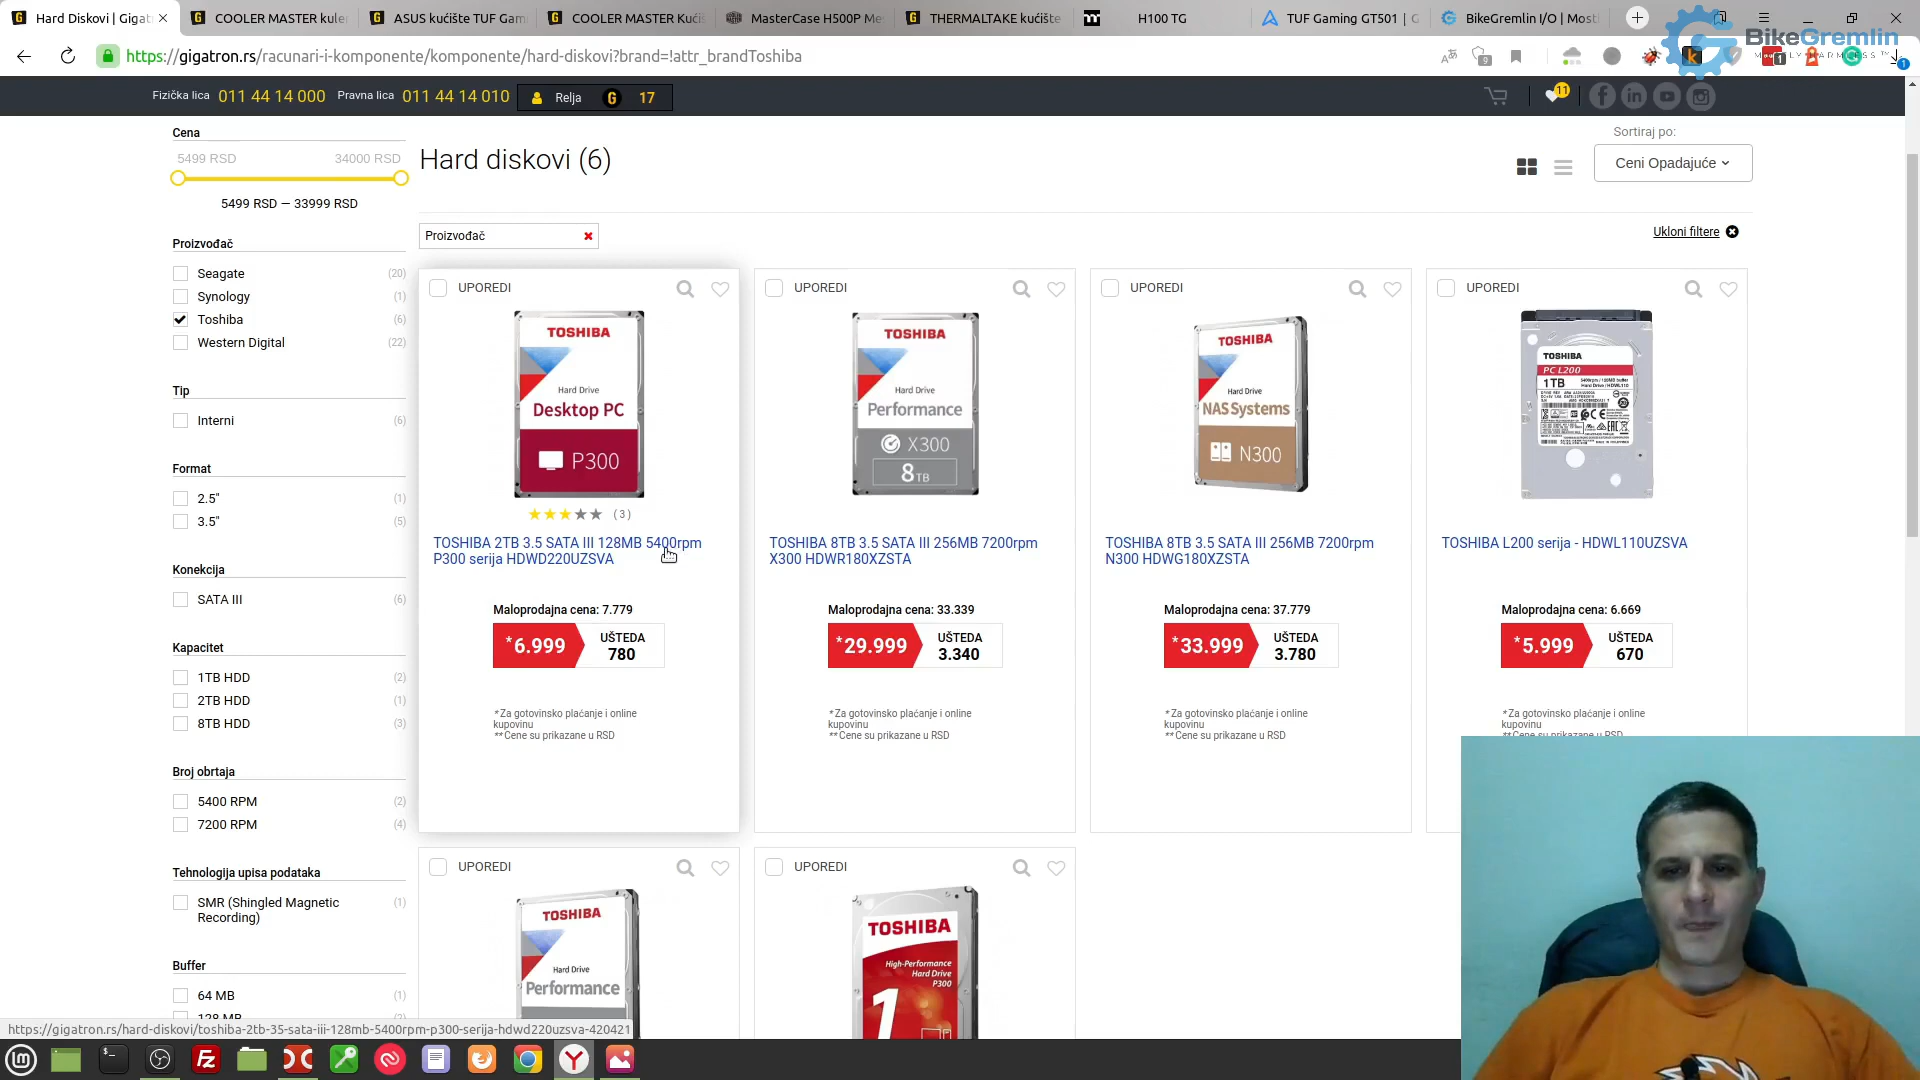 Hard Diskovi | Gigat
COOLER MASTER kuler
ASUS kućište TUF Gam
COOLER MASTER Kući
MasterCase H500P Me
THERMALTAKE kućište
H100 TG
TUF Gaming GT501 | G
BikeGremlin I/O | Most
BikeGremlin
https://gigatron.rs/racunari-i-komponente/komponente/hard-diskovi?brand=!attr_brandToshiba
Fizička lica 011 44 14 000 Pravna lica 011 44 14 010
Relja G 17
11
Cena
5499 RSD 34000 RSD
5499 RSD — 33999 RSD
Hard diskovi (6)
Sortiraj po:
Ceni Opadajuće
Proizvođač
Ukloni filtere
Proizvođač
Seagate (20)
Synology (1)
Toshiba (6)
Western Digital (22)
Tip
Interni (6)
Format
2.5" (1)
3.5" (5)
Konekcija
SATA III (6)
Kapacitet
1TB HDD (2)
2TB HDD (1)
8TB HDD (3)
Broj obrtaja
5400 RPM (2)
7200 RPM (4)
Tehnologija upisa podataka
SMR (Shingled Magnetic (1)
Recording)
Buffer
64 MB (1)
128 MB
UPOREDI
TOSHIBA
Hard Drive
Desktop PC
P300
( 3 )
TOSHIBA 2TB 3.5 SATA III 128MB 5400rpm
P300 serija HDWD220UZSVA
Maloprodajna cena: 7.779
*6.999
UŠTEDA
780
*Za gotovinsko plaćanje i online
kupovinu
**Cene su prikazane u RSD
UPOREDI
TOSHIBA
Hard Drive
Performance
X300
8TB
TOSHIBA 8TB 3.5 SATA III 256MB 7200rpm
X300 HDWR180XZSTA
Maloprodajna cena: 33.339
*29.999
UŠTEDA
3.340
*Za gotovinsko plaćanje i online
kupovinu
**Cene su prikazane u RSD
UPOREDI
TOSHIBA
Hard Drive
NAS Systems
N300
TOSHIBA 8TB 3.5 SATA III 256MB 7200rpm
N300 HDWG180XZSTA
Maloprodajna cena: 37.779
*33.999
UŠTEDA
3.780
*Za gotovinsko plaćanje i online
kupovinu
**Cene su prikazane u RSD
UPOREDI
TOSHIBA
PC L200
1TB
TOSHIBA L200 serija - HDWL110UZSVA
Maloprodajna cena: 6.669
*5.999
UŠTEDA
670
*Za gotovinsko plaćanje i online
kupovinu
**Cene su prikazane u RSD
UPOREDI
TOSHIBA
Hard Drive
Performance
UPOREDI
TOSHIBA
High-Performance
Hard Drive
P300
1
https://gigatron.rs/hard-diskovi/toshiba-2tb-35-sata-iii-128mb-5400rpm-p300-serija-hdwd220uzsva-420421